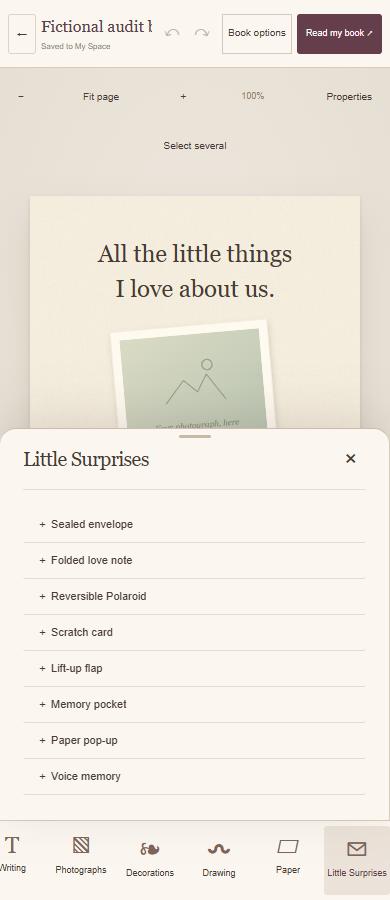 ←
Fictional audit b
Saved to My Space
Book options
Read my book ↗
− Fit page + 100% Properties
Select several
All the little things
I love about us.
photograph, here
Little Surprises ×
+ Sealed envelope
+ Folded love note
+ Reversible Polaroid
+ Scratch card
+ Lift-up flap
+ Memory pocket
+ Paper pop-up
+ Voice memory
T
Writing
Photographs
Decorations
Drawing
Paper
Little Surprises